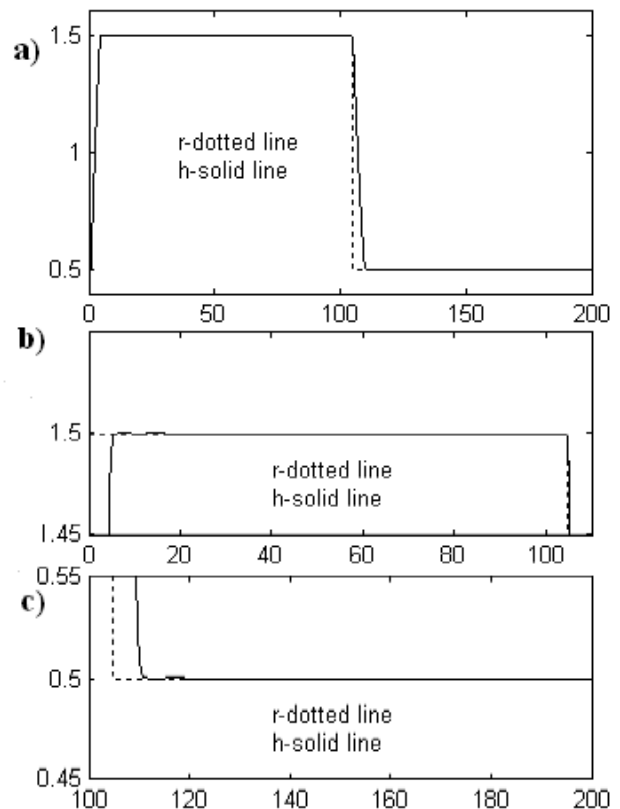 a)
1.5
1
0.5
r-dotted line
h-solid line
0 50 100 150 200
b)
1.5
1.45
r-dotted line
h-solid line
0 20 40 60 80 100
c)
0.55
0.5
0.45
r-dotted line
h-solid line
100 120 140 160 180 200